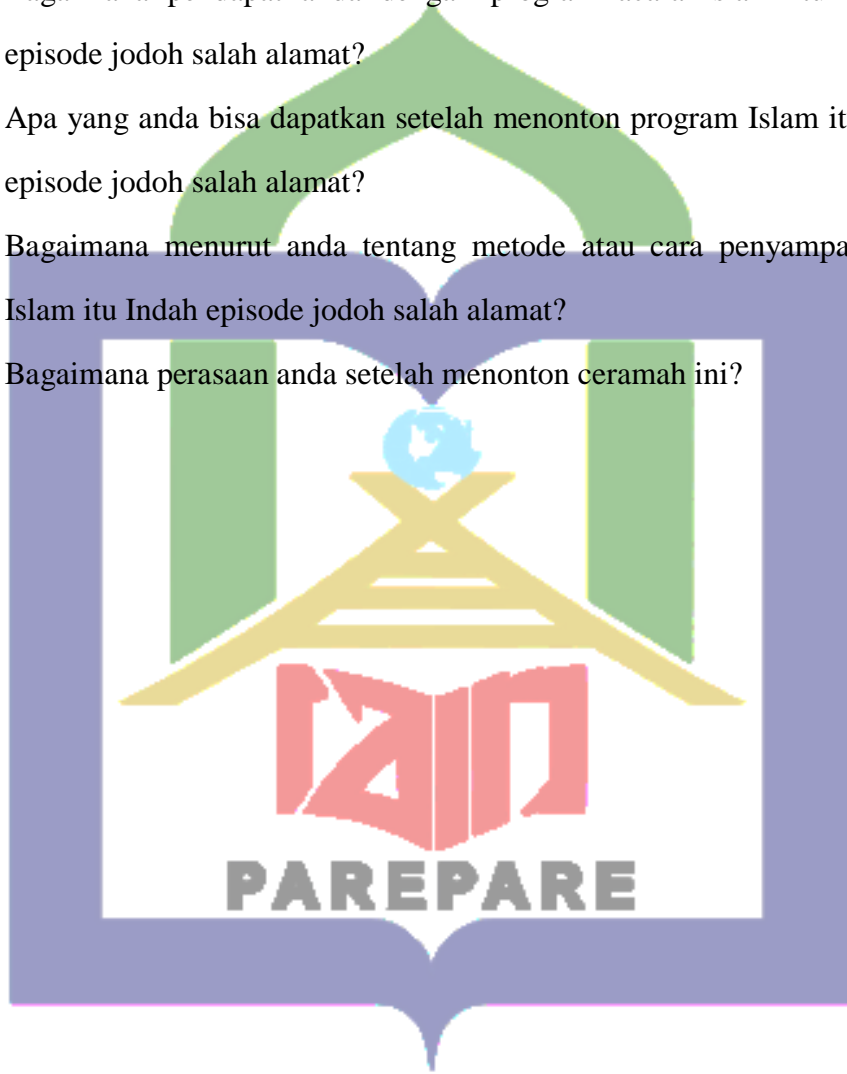 episode jodoh salah alamat?
Apa yang anda bisa dapatkan setelah menonton program Islam
episode jodoh salah alamat?
Bagaimana menurut anda tentang metode atau cara
Islam itu Indah episode jodoh salah alamat?
Bagaimana perasaan anda setelah menonton ceramah ini?
iain
PAREPARE